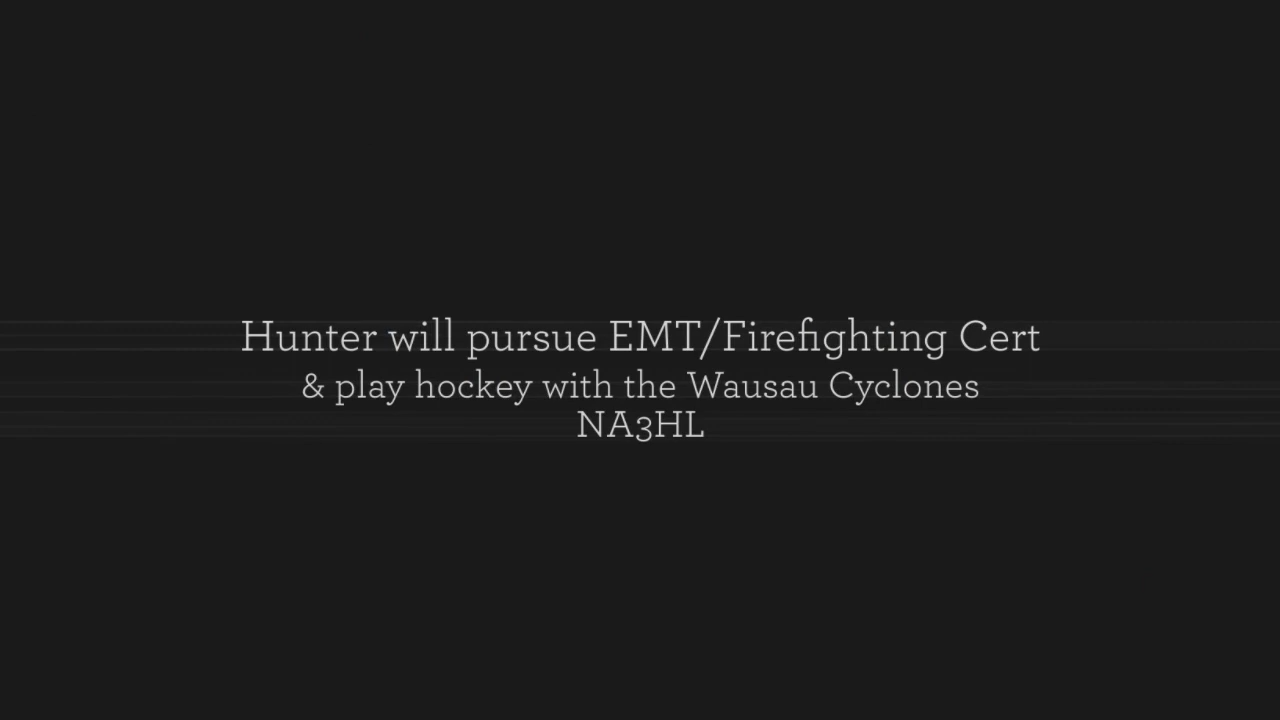 Hunter will pursue EMT/Firefighting Cert
& play hockey with the Wausau Cyclones
NA3HL